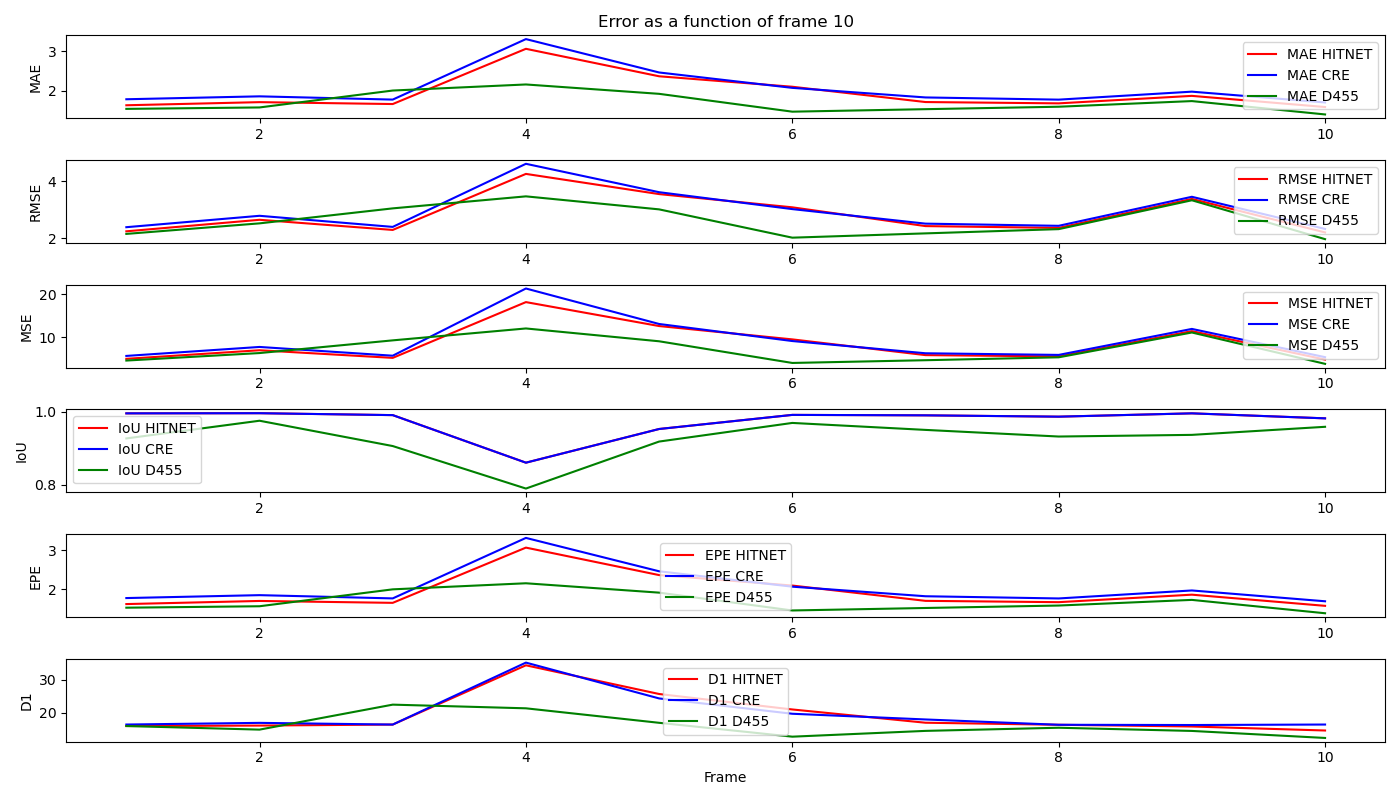 Error as a function of frame 10
MAE
3
2
MAE HITNET
MAE CRE
MAE D455
2 4 6 8 10
RMSE
4
2
RMSE HITNET
RMSE CRE
RMSE D455
2 4 6 8 10
MSE
20
10
MSE HITNET
MSE CRE
MSE D455
2 4 6 8 10
IoU
1.0
0.8
IoU HITNET
IoU CRE
IoU D455
2 4 6 8 10
EPE
3
2
EPE HITNET
EPE CRE
EPE D455
2 4 6 8 10
D1
30
20
D1 HITNET
D1 CRE
D1 D455
2 4 6 8 10
Frame